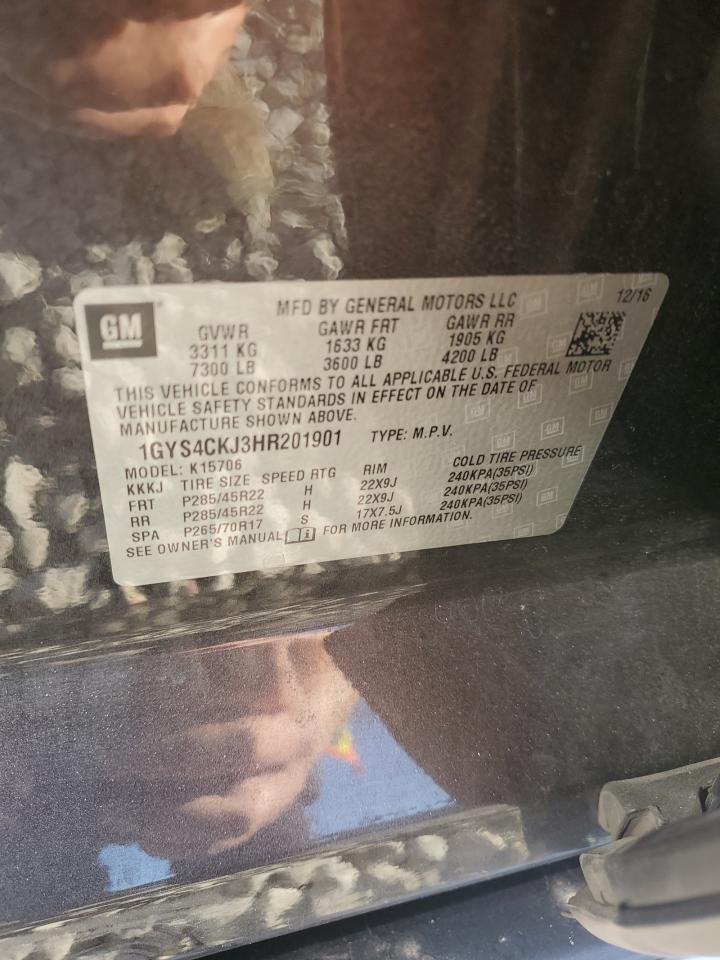 GM
MFD BY GENERAL MOTORS LLC
12/16
GVWR GAWR FRT GAWR RR
3311 KG 1633 KG 1905 KG
7300 LB 3600 LB 4200 LB
THIS VEHICLE CONFORMS TO ALL APPLICABLE U.S. FEDERAL MOTOR
VEHICLE SAFETY STANDARDS IN EFFECT ON THE DATE OF
MANUFACTURE SHOWN ABOVE.
1GYS4CKJ3HR201901 TYPE: M.P.V.
MODEL: K15706
KKKJ TIRE SIZE SPEED RTG RIM COLD TIRE PRESSURE
FRT P285/45R22 H 22X9J 240KPA(35PSI)
RR P285/45R22 H 22X9J 240KPA(35PSI)
SPA P265/70R17 S 17X7.5J 240KPA(35PSI)
SEE OWNER'S MANUAL FOR MORE INFORMATION.